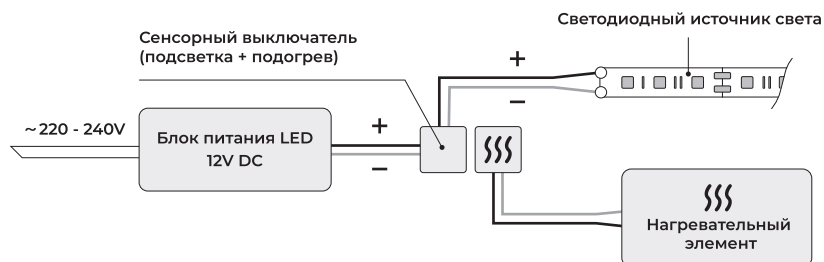 Светодиодный источник света
Сенсорный выключатель
(подсветка + подогрев)
+
−
~220 - 240V
Блок питания LED
12V DC
+
−
Нагревательный
элемент